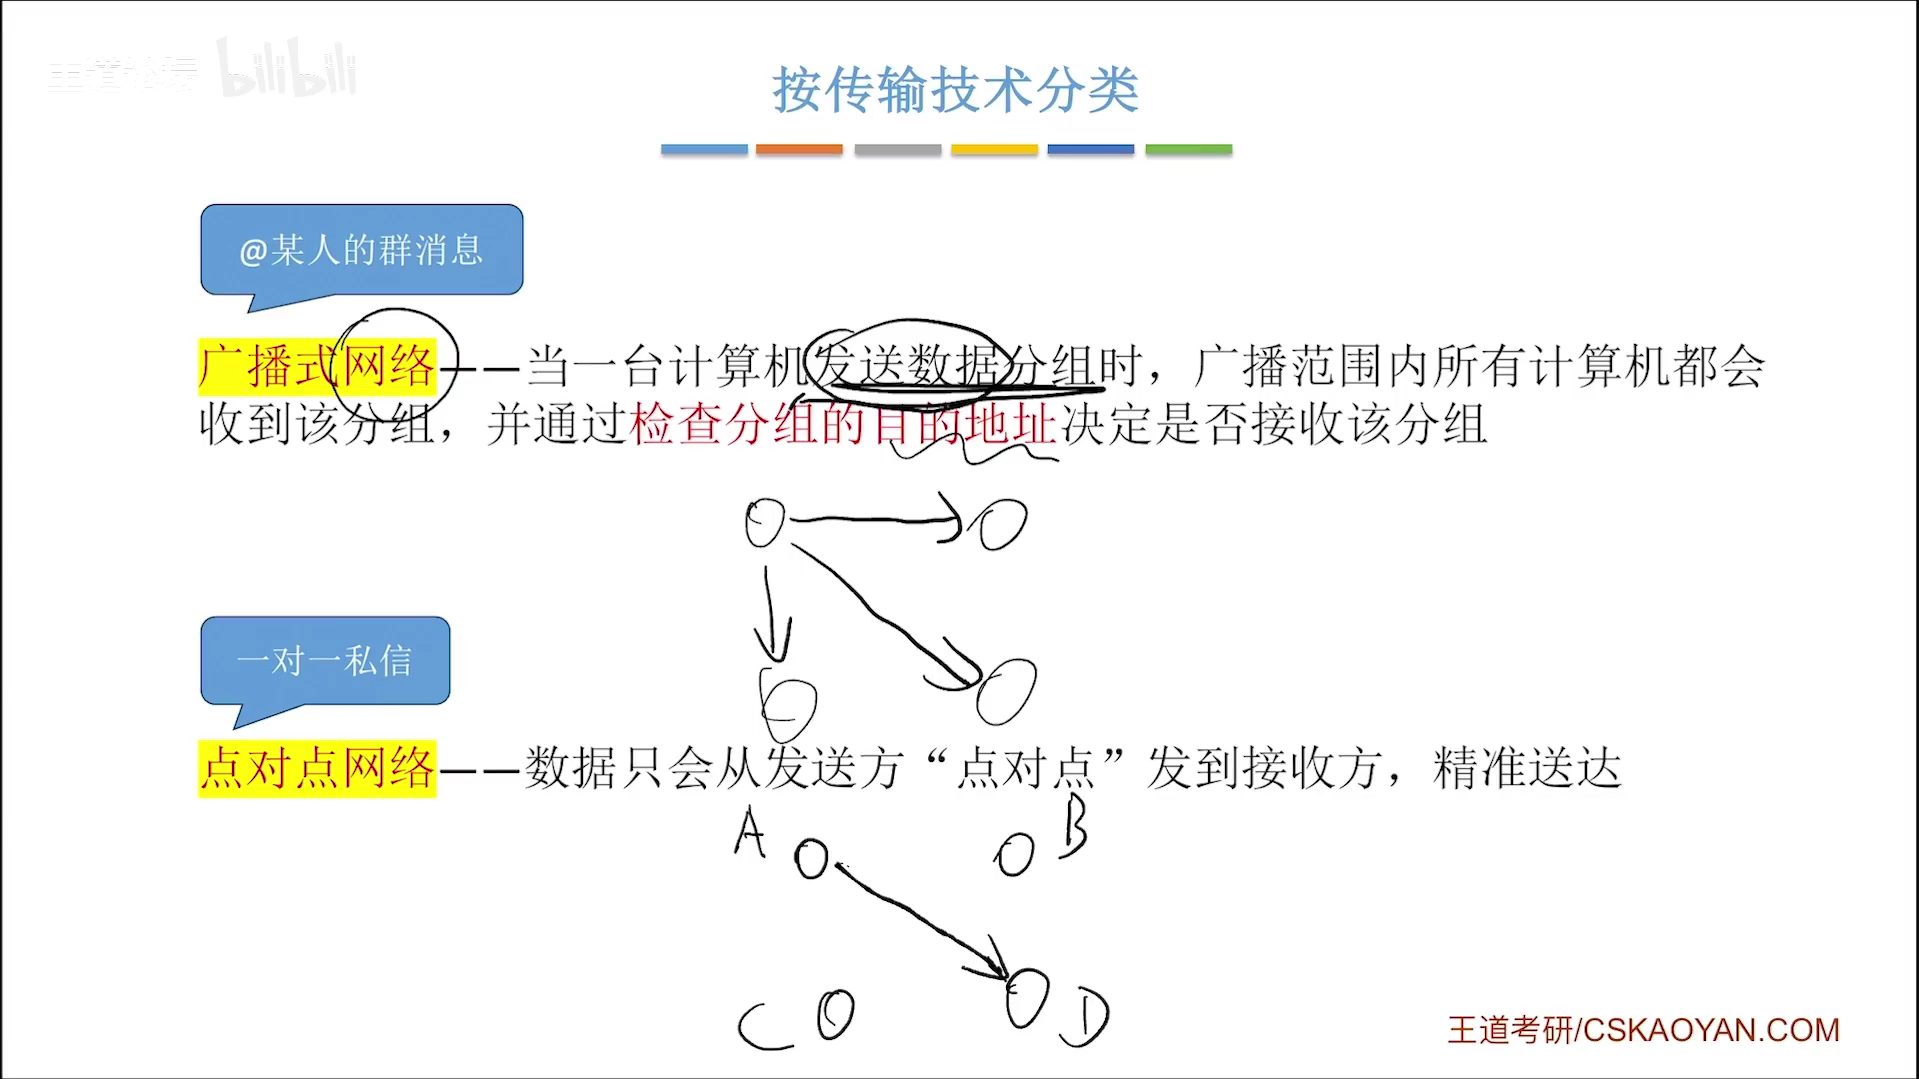 王道论坛 bilibili
按传输技术分类
@某人的群消息
广播式网络——当一台计算机发送数据分组时，广播范围内所有计算机都会
收到该分组，并通过检查分组的目的地址决定是否接收该分组
一对一私信
点对点网络——数据只会从发送方“点对点”发到接收方，精准送达
A B
C D
王道考研/CSKAOYAN.COM